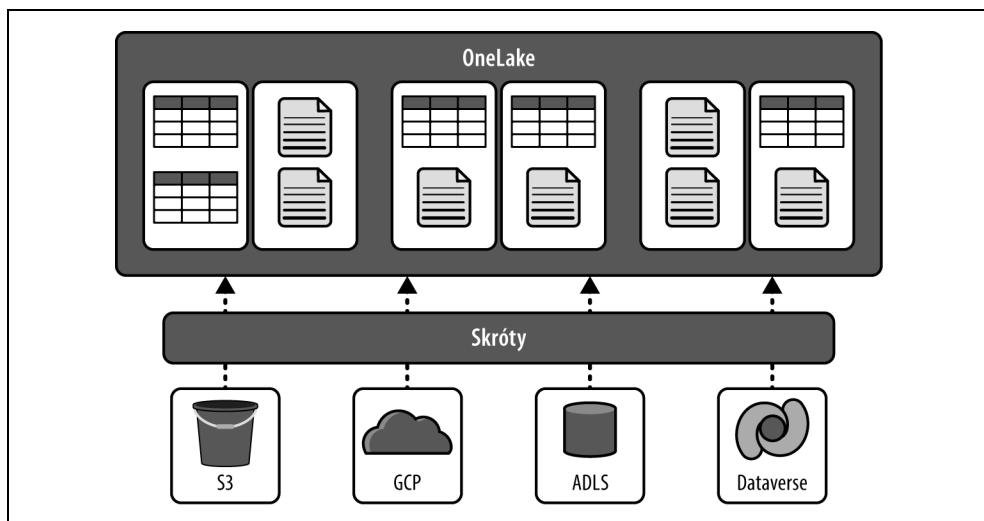 OneLake
Skróty
S3
GCP
ADLS
Dataverse